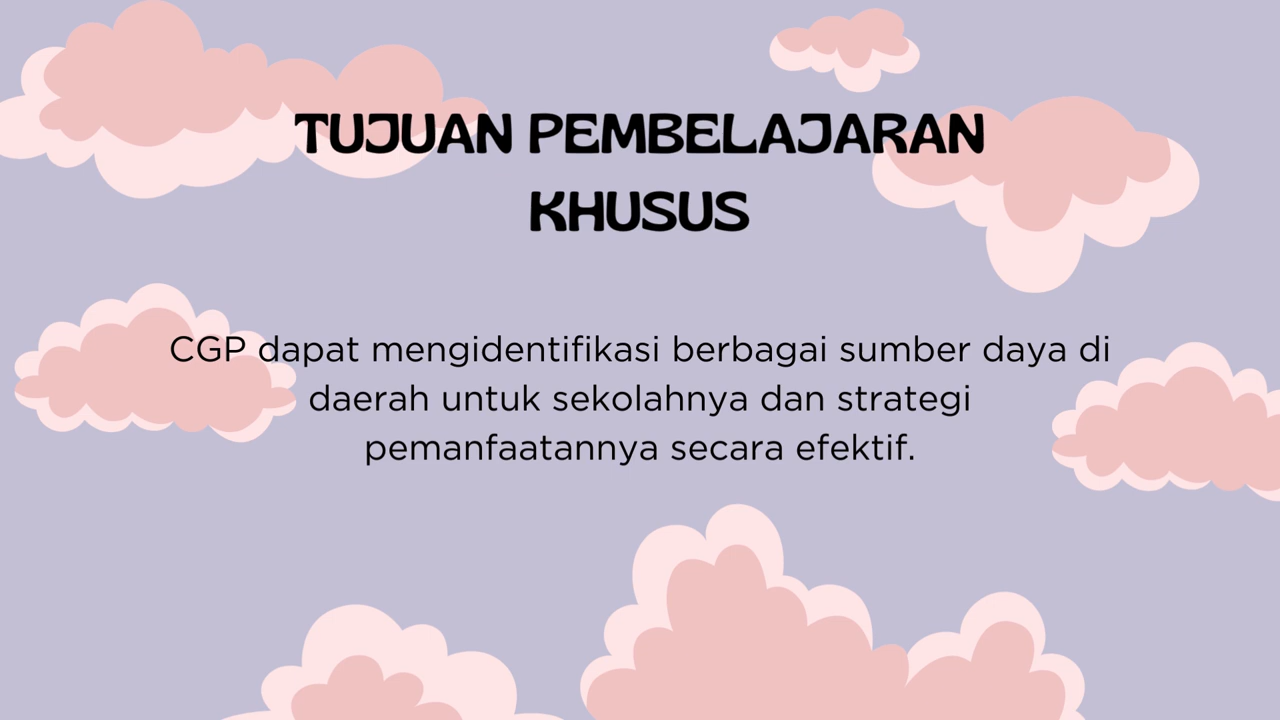 TUJUAN PEMBELAJARAN
KHUSUS
CGP dapat mengidentifikasi berbagai sumber daya di
daerah untuk sekolahnya dan strategi
pemanfaatannya secara efektif.